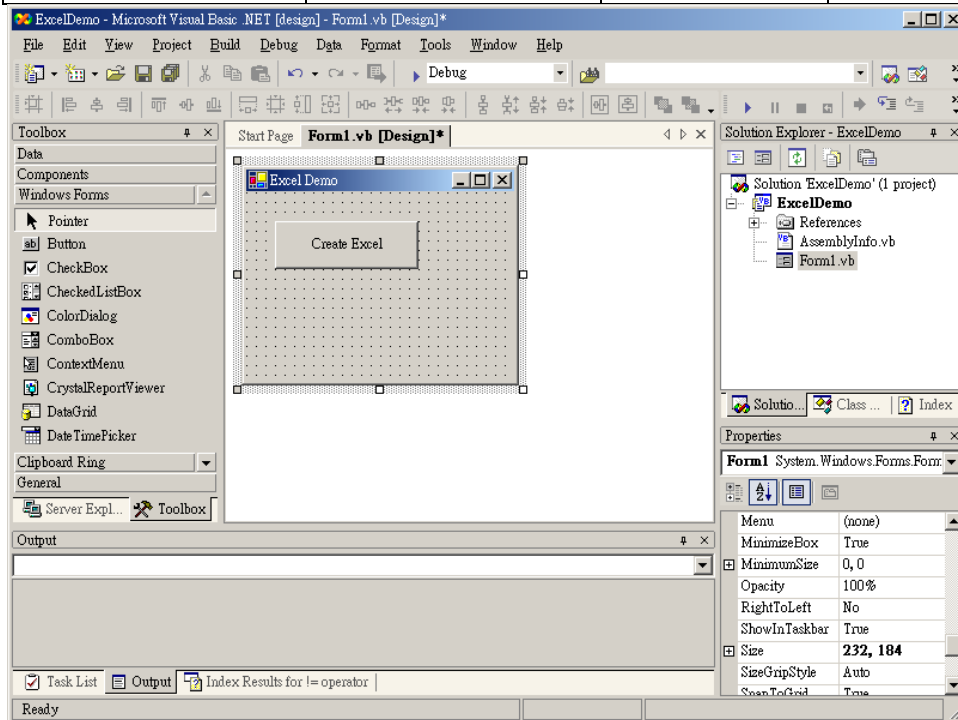 ExcelDemo - Microsoft Visual Basic .NET [design] - Form1.vb [Design]*
File Edit View Project Build Debug Data Format Tools Window Help
Debug
Toolbox
Data
Components
Windows Forms
Pointer
Button
CheckBox
CheckedListBox
ColorDialog
ComboBox
ContextMenu
CrystalReportViewer
DataGrid
DateTimePicker
Clipboard Ring
General
Server Expl... Toolbox
Start Page Form1.vb [Design]*
Excel Demo
Create Excel
Solution Explorer - ExcelDemo
Solution 'ExcelDemo' (1 project)
ExcelDemo
References
AssemblyInfo.vb
Form1.vb
Solutio... Class ... Index
Properties
Form1 System.Windows.Forms.Form
Menu (none)
MinimizeBox True
MinimumSize 0, 0
Opacity 100%
RightToLeft No
ShowInTaskbar True
Size 232, 184
SizeGripStyle Auto
SnapToGrid True
Output
Task List Output Index Results for != operator
Ready